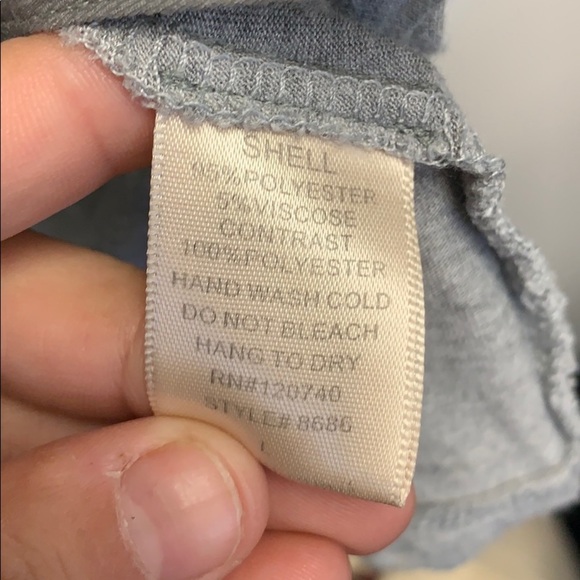 SHELL
95%POLYESTER
5%VISCOSE
CONTRAST
100%POLYESTER
HAND WASH COLD
DO NOT BLEACH
HANG TO DRY
RN#120740
STYLE# 8686